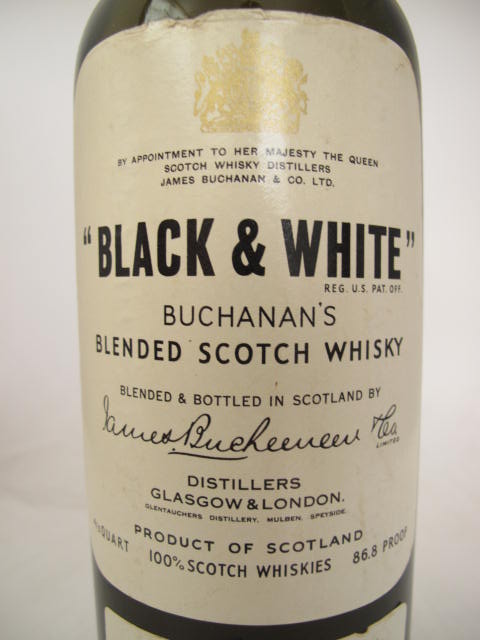 BY APPOINTMENT TO HER MAJESTY THE QUEEN
SCOTCH WHISKY DISTILLERS
JAMES BUCHANAN & CO. LTD.
"BLACK & WHITE"
REG. U.S. PAT. OFF.
BUCHANAN'S
BLENDED SCOTCH WHISKY
BLENDED & BOTTLED IN SCOTLAND BY
James Buchanan & Co.
LIMITED
DISTILLERS
GLASGOW & LONDON.
GLENTAUCHERS DISTILLERY, MULBEN, SPEYSIDE.
PRODUCT OF SCOTLAND
QUART 100% SCOTCH WHISKIES 86.8 PROOF